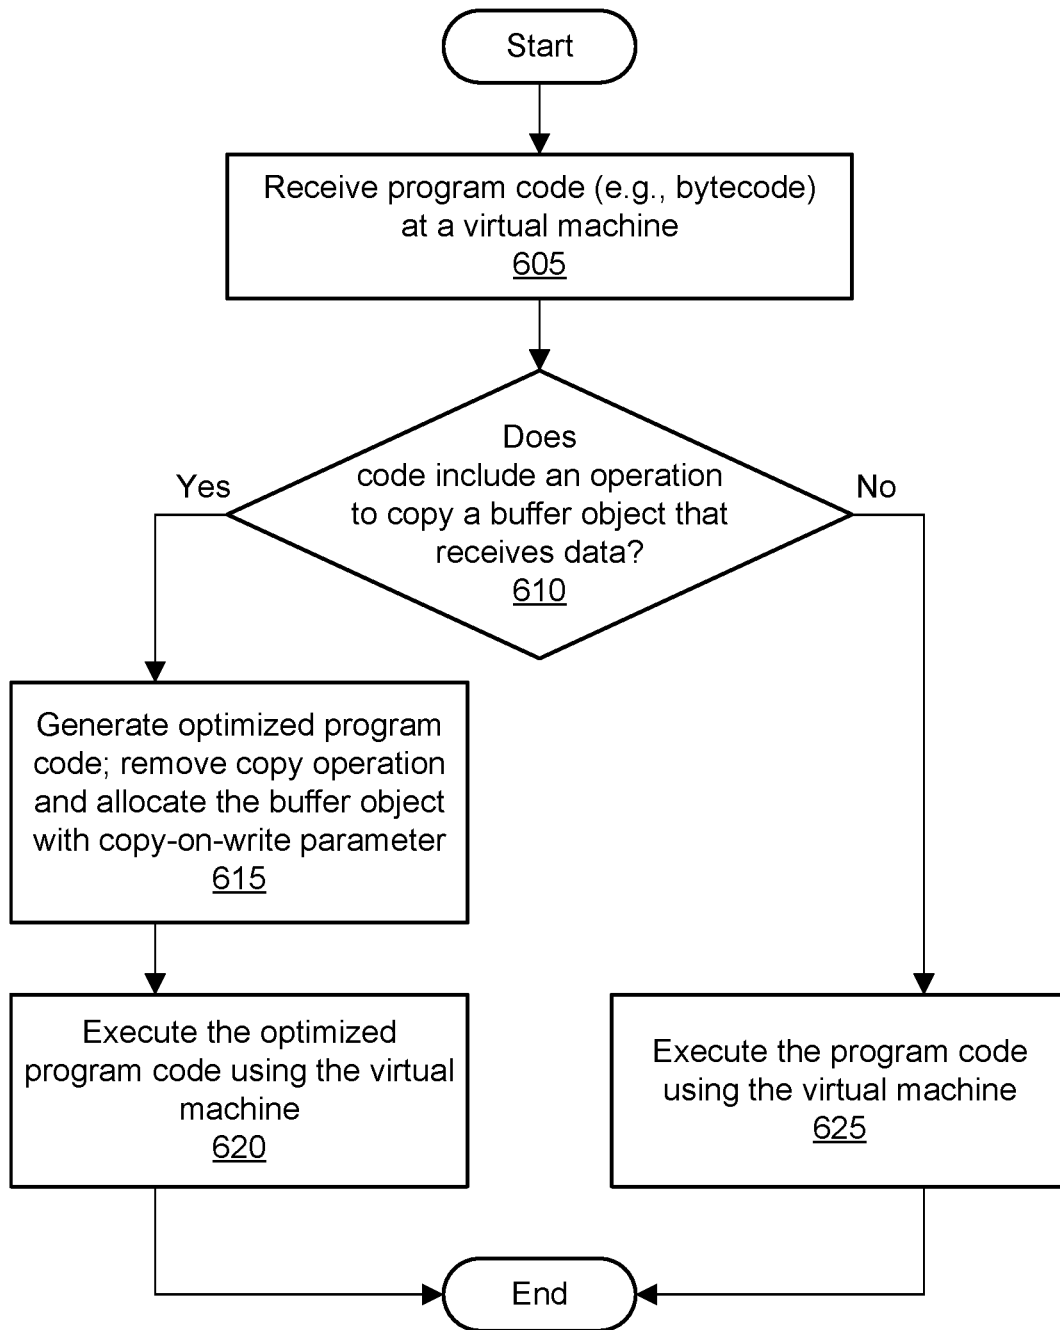 Start
Receive program code (e.g., bytecode)
at a virtual machine
605
Does
code include an operation
to copy a buffer object that
receives data?
610
Yes
No
Generate optimized program
code; remove copy operation
and allocate the buffer object
with copy-on-write parameter
615
Execute the optimized
program code using the virtual
machine
620
Execute the program code
using the virtual machine
625
End